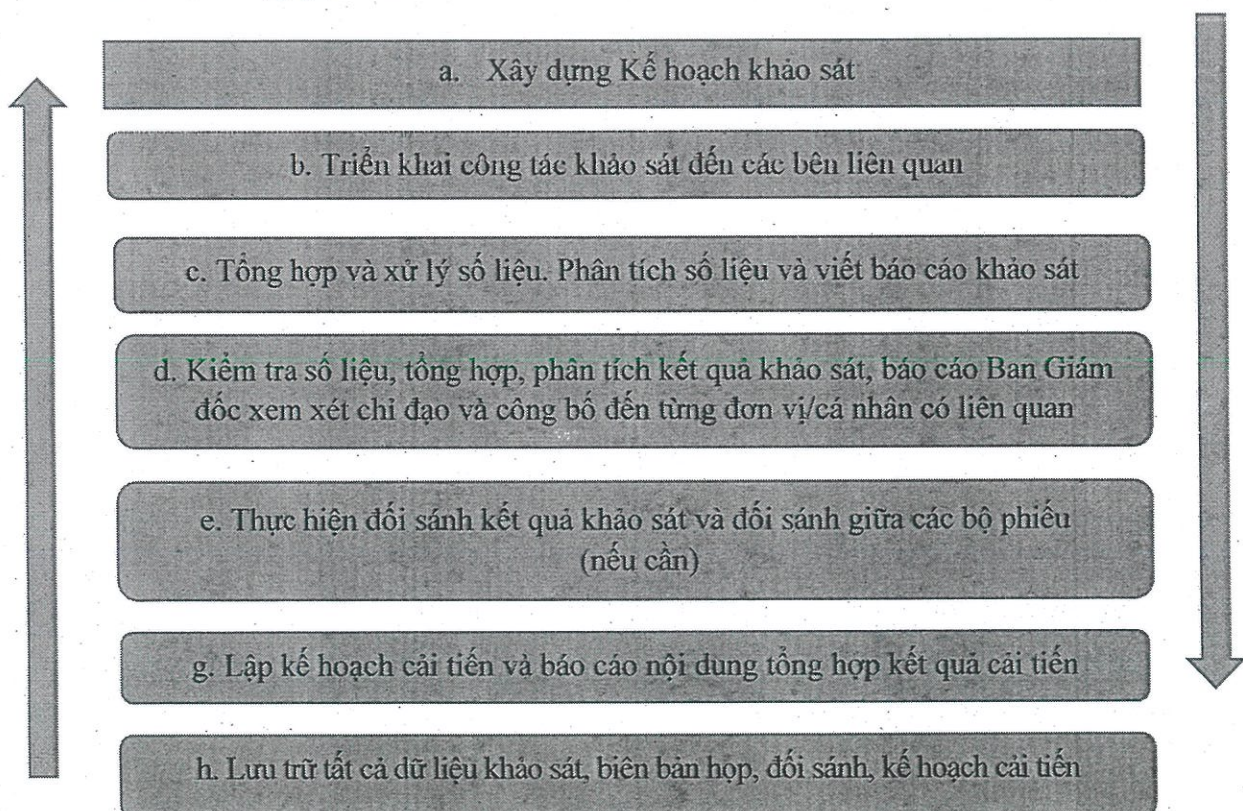 a. Xây dựng Kế hoạch khảo sát
b. Triển khai công tác khảo sát đến các bên liên quan
c. Tổng hợp và xử lý số liệu. Phân tích số liệu và viết báo cáo khảo sát
d. Kiểm tra số liệu, tổng hợp, phân tích kết quả khảo sát, báo cáo Ban Giám
đốc xem xét chỉ đạo và công bố đến từng đơn vị/cá nhân có liên quan
e. Thực hiện đối sánh kết quả khảo sát và đối sánh giữa các bộ phiếu
(nếu cần)
g. Lập kế hoạch cải tiến và báo cáo nội dung tổng hợp kết quả cải tiến
h. Lưu trữ tất cả dữ liệu khảo sát, biên bản họp, đối sánh, kế hoạch cải tiến